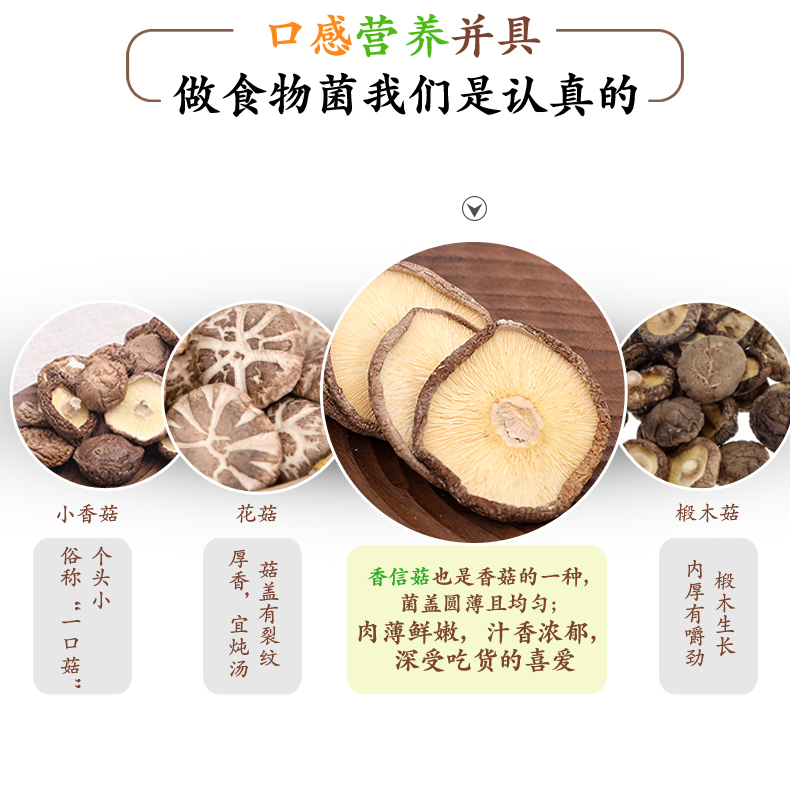 口感营养并具
做食物菌我们是认真的
小香菇
花菇
椴木菇
个头小
俗称“一口菇”
菇盖有裂纹
厚香，宜炖汤
香信菇也是香菇的一种，
菌盖圆薄且均匀；
肉薄鲜嫩，汁香浓郁，
深受吃货的喜爱
椴木生长
内厚有嚼劲